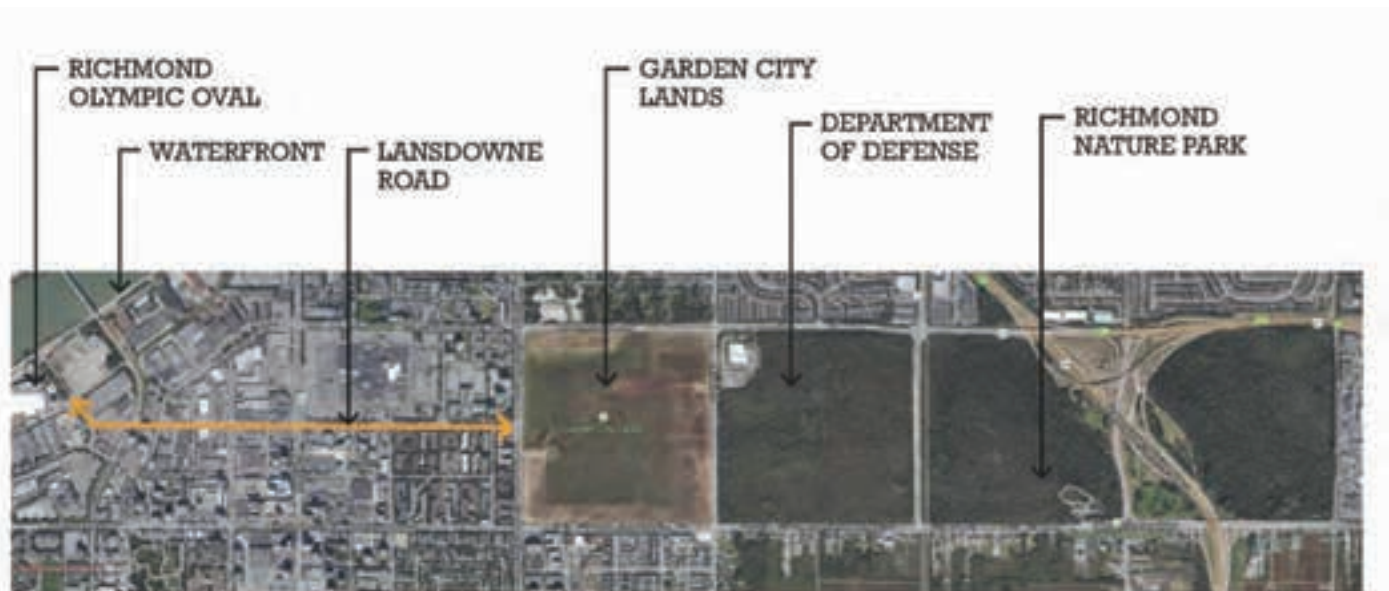 RICHMOND
OLYMPIC OVAL
WATERFRONT
LANSDOWNE
ROAD
GARDEN CITY
LANDS
DEPARTMENT
OF DEFENSE
RICHMOND
NATURE PARK